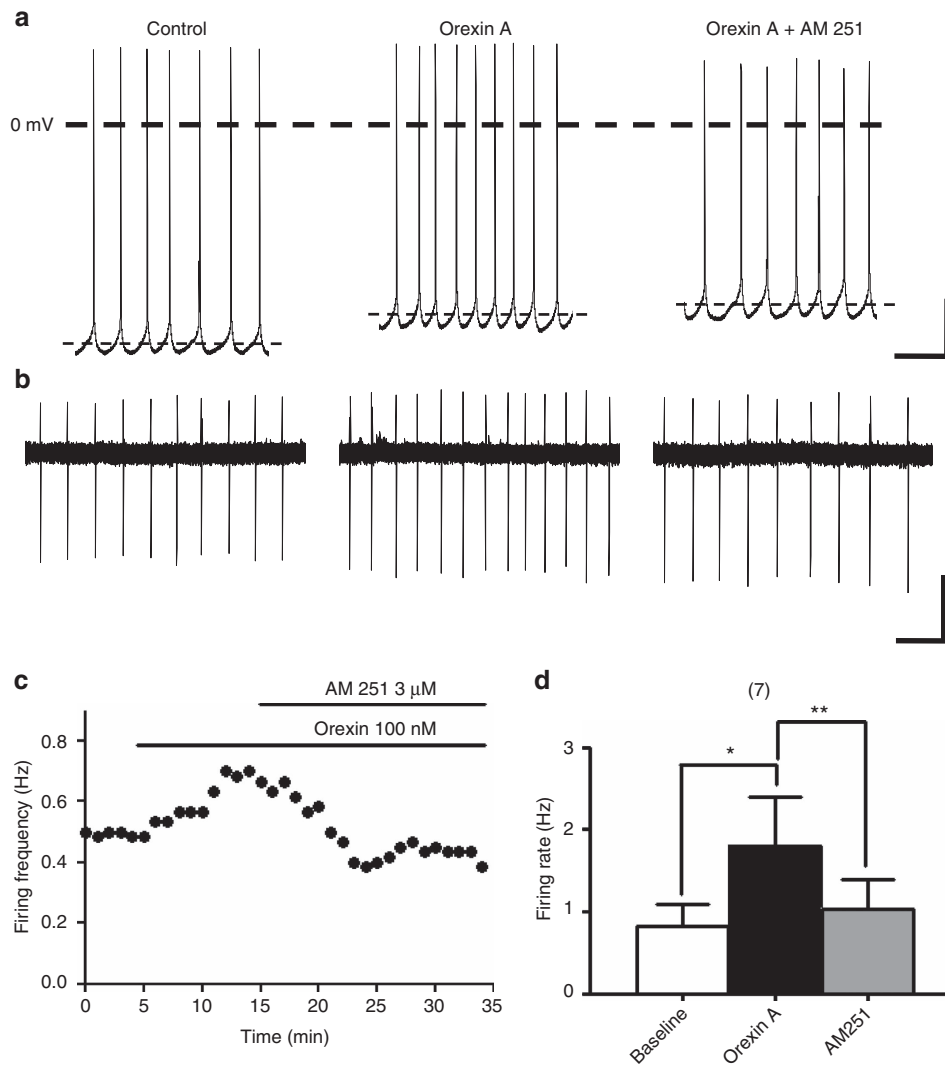 a
Control
Orexin A
Orexin A + AM 251
0 mV
b
c
AM 251 3 μM
Orexin 100 nM
0.8
0.6
0.4
0.2
0.0
Firing frequency (Hz)
0 5 10 15 20 25 30 35
Time (min)
d
(7)
**
*
3
2
1
0
Firing rate (Hz)
Baseline
Orexin A
AM251